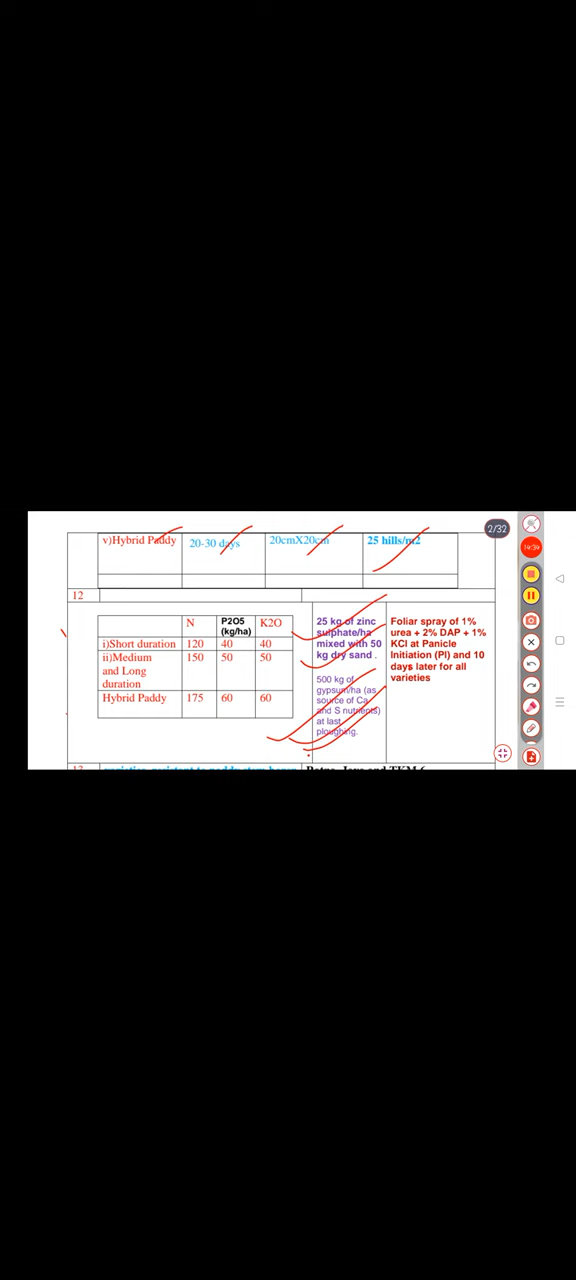 2/32
v)Hybrid Paddy 20-30 days 20cmX20cm 25 hills/m2
12
N P2O5 (kg/ha) K2O
i)Short duration 120 40 40
ii)Medium and Long duration 150 50 50
Hybrid Paddy 175 60 60
25 kg of zinc
sulphate/ha
mixed with 50
kg dry sand .
500 kg of
gypsum/ha (as
source of Ca
and S nutrients)
at last
ploughing.
Foliar spray of 1%
urea + 2% DAP + 1%
KCl at Panicle
Initiation (PI) and 10
days later for all
varieties
14:34